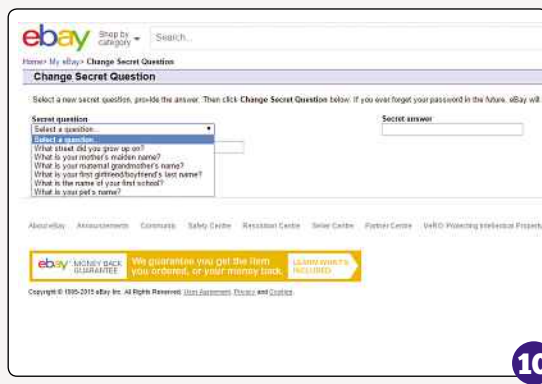 ebay Shop by category Search...
Home> My eBay> Change Secret Question
Change Secret Question
Select a new secret question, provide the answer. Then click Change Secret Question below. If you ever forget your password in the future, eBay will
Secret question Secret answer
Select a question...
Select a question...
What street did you grow up on?
What is your mother's maiden name?
What is your maternal grandmother's name?
What is your first girlfriend/boyfriend's last name?
What is the name of your first school?
What is your pet's name?
About eBay Announcements Community Safety Centre Resolution Centre Seller Centre Partner Centre VeRO: Protecting Intellectual Property
ebay MONEY BACK GUARANTEE We guarantee you get the item you ordered, or your money back. LEARN WHAT'S INCLUDED
Copyright © 1995-2015 eBay Inc. All Rights Reserved. User Agreement, Privacy and Cookies.
10